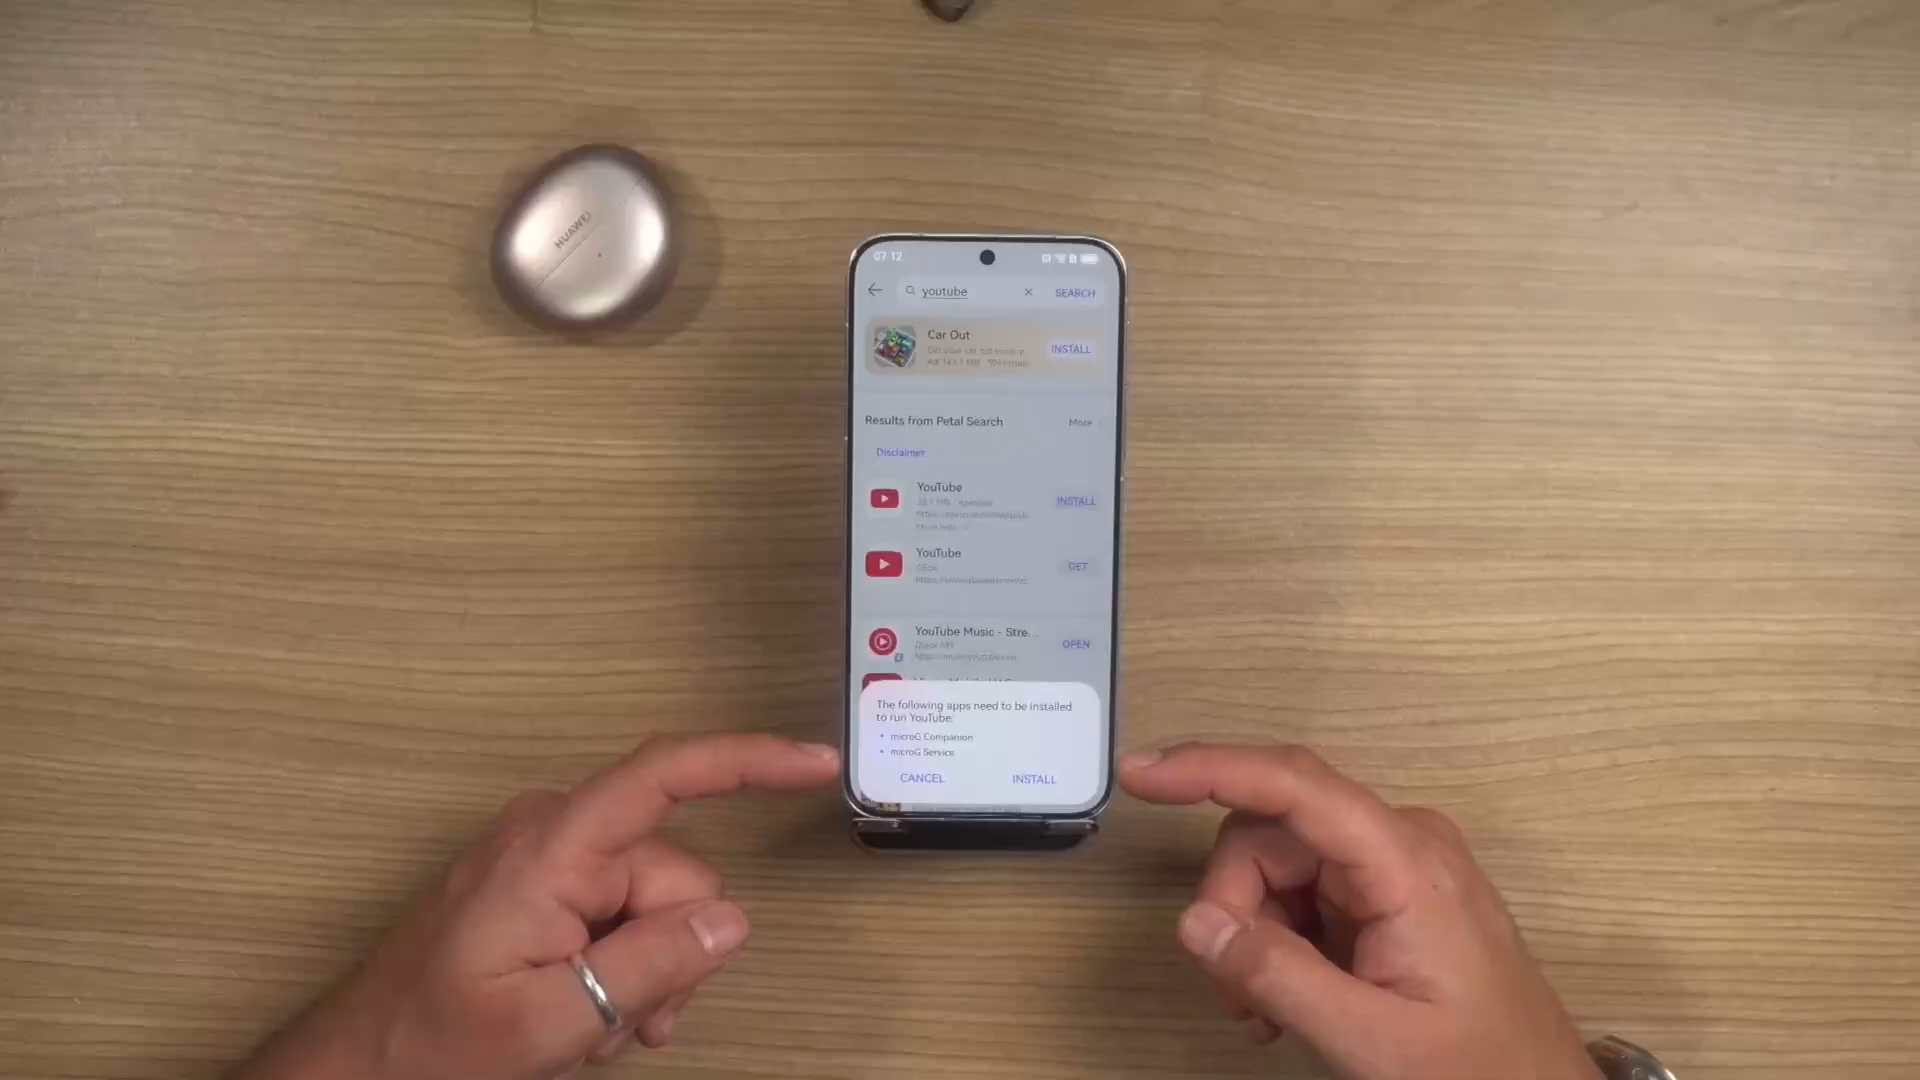 HUAWEI
07:12
youtube
SEARCH
Car Out
INSTALL
Results from Petal Search
More
Disclaimer
YouTube
INSTALL
YouTube
GET
YouTube Music - Stre...
Quick APP
OPEN
The following apps need to be installed
to run YouTube:
• microG Companion
• microG Service
CANCEL
INSTALL